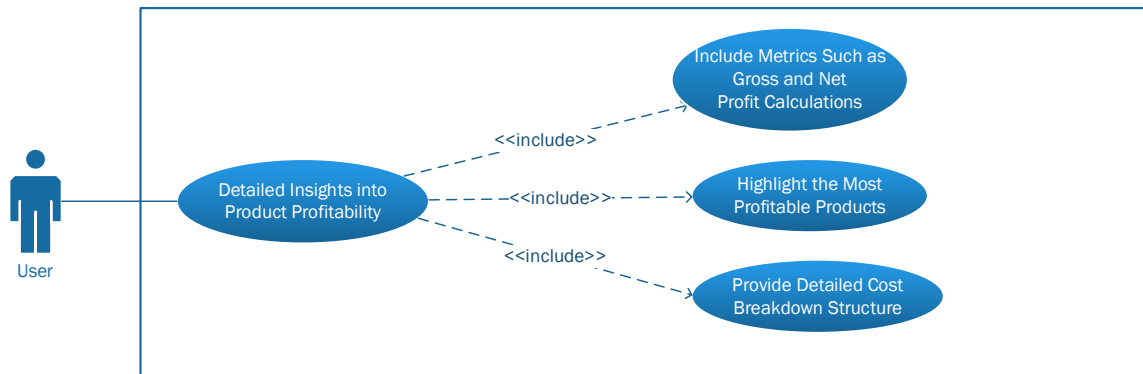 Include Metrics Such as
Gross and Net
Profit Calculations
<<include>>
Detailed Insights into
Product Profitability
<<include>>
Highlight the Most
Profitable Products
User
<<include>>
Provide Detailed Cost
Breakdown Structure